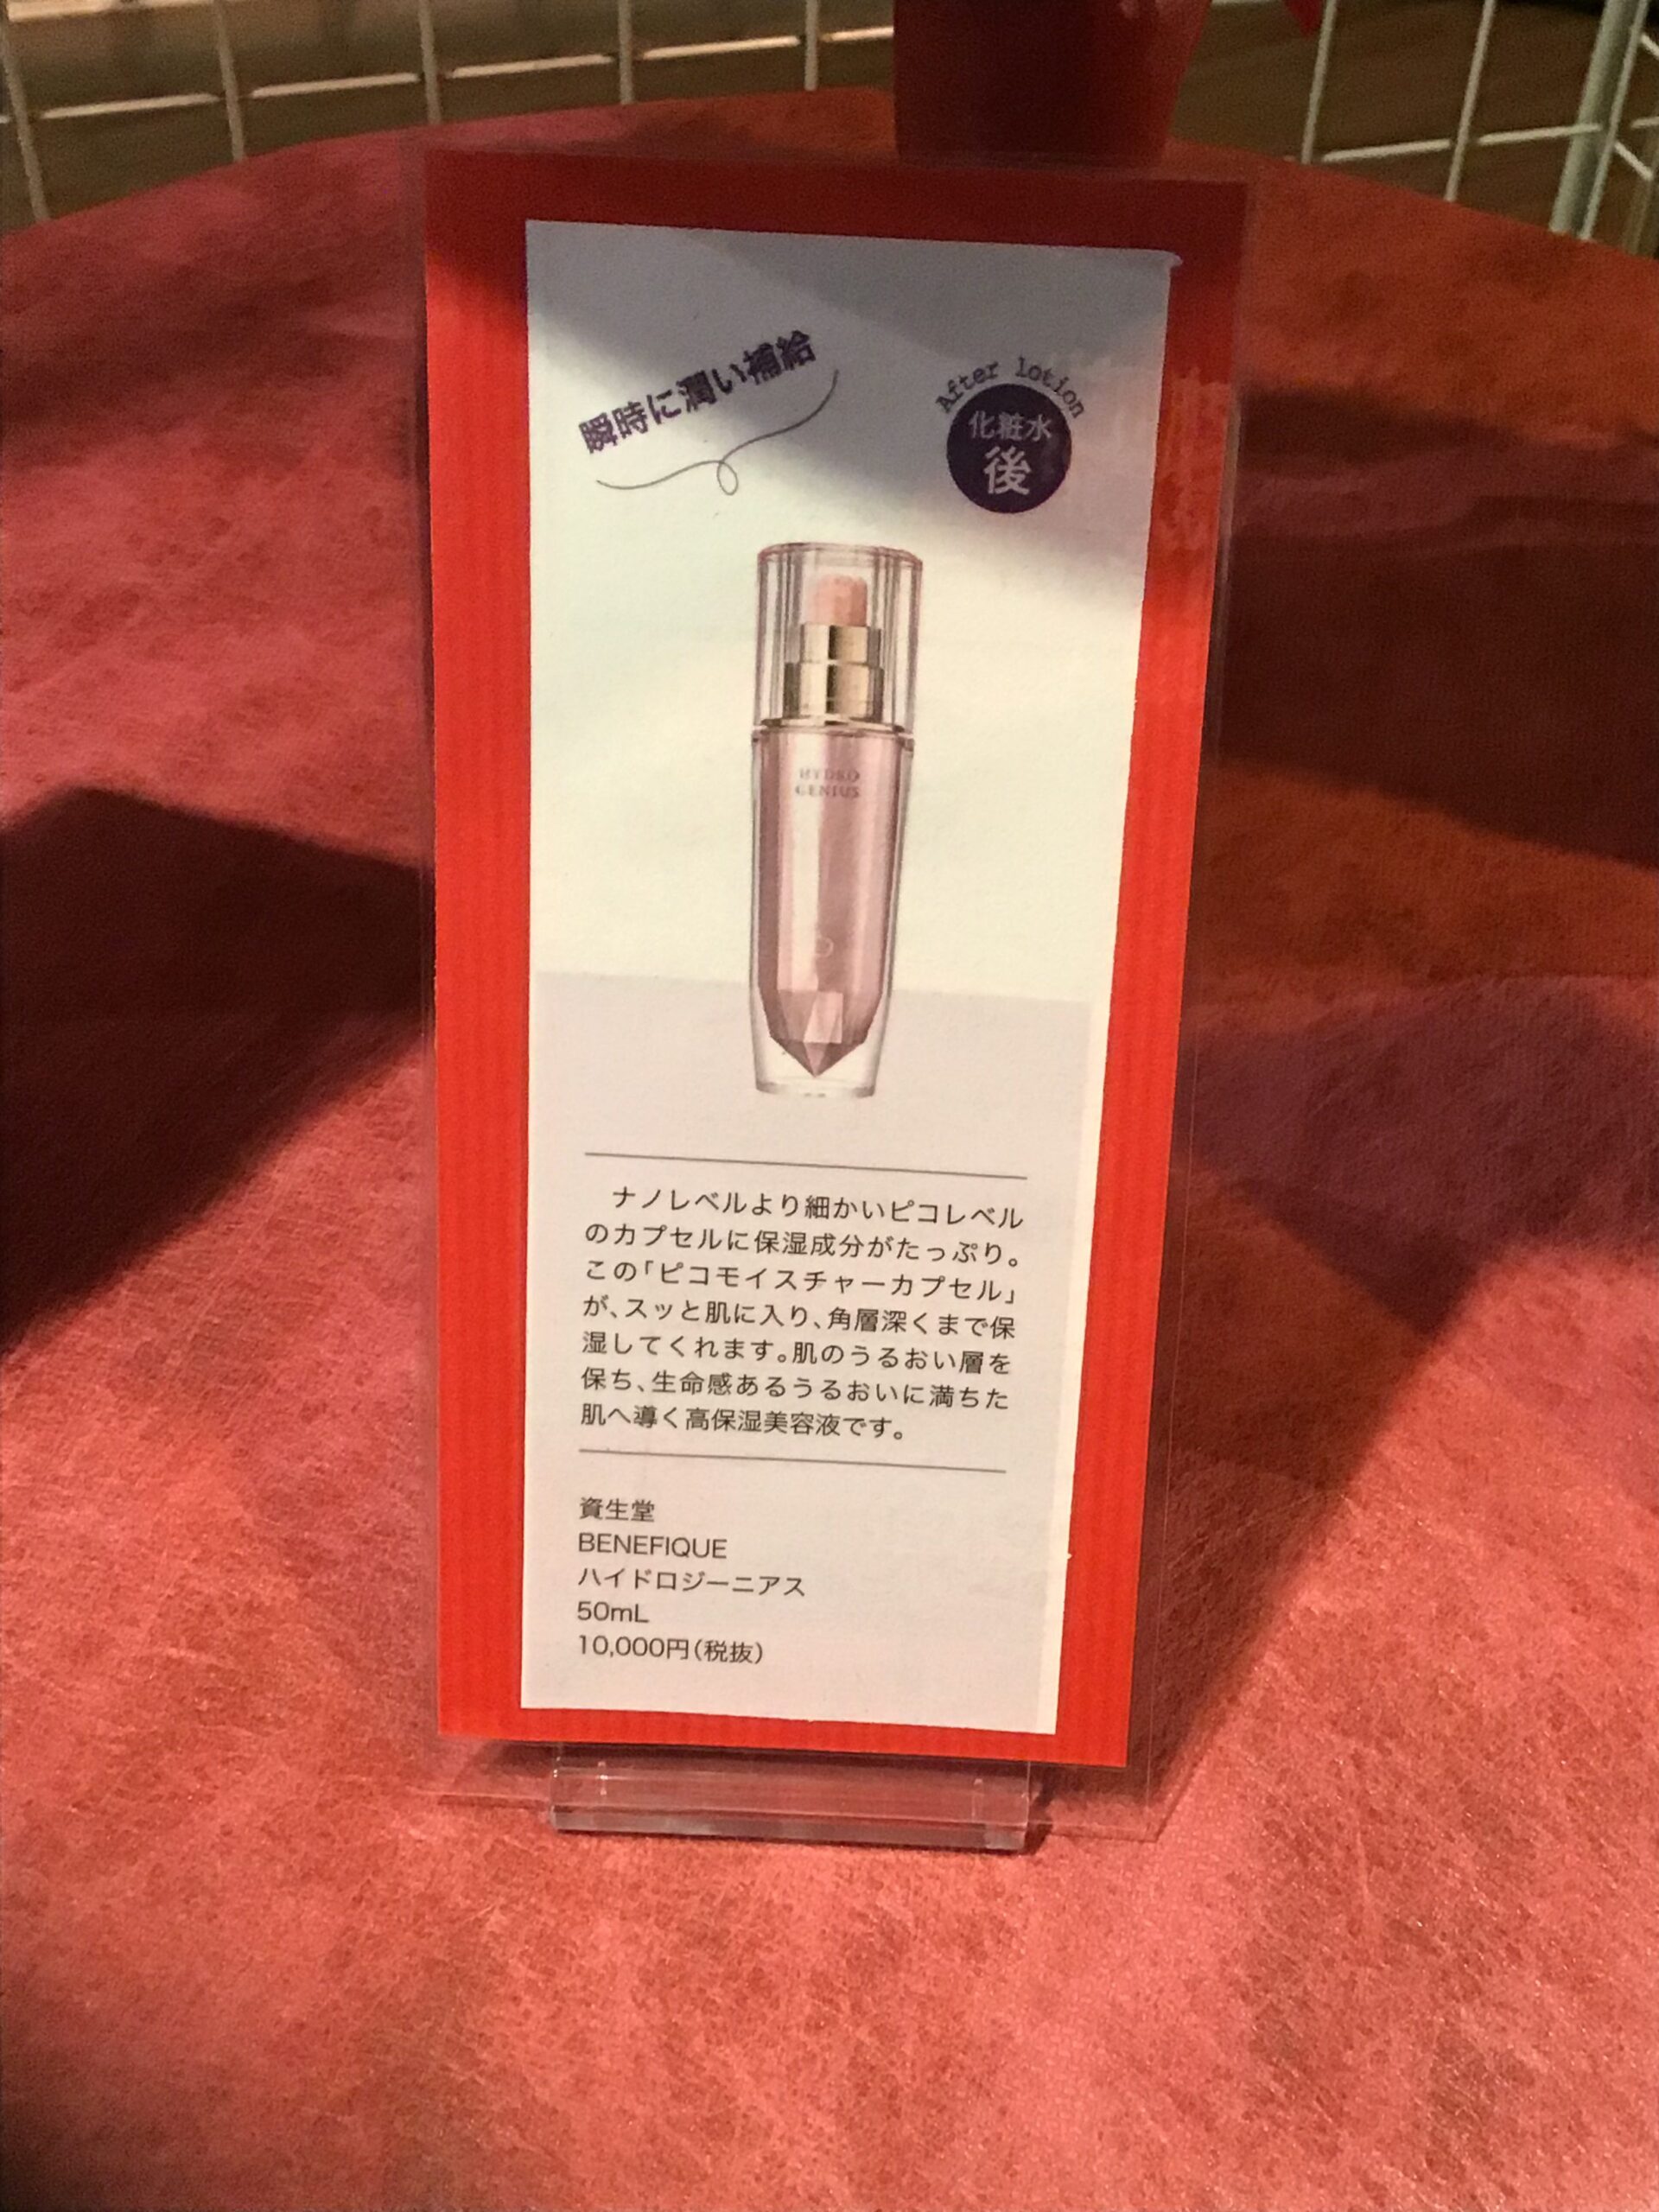 瞬時に潤い補給
After lotion
化粧水
後
HYDRO
GENIUS
ナノレベルより細かいピコレベル
のカプセルに保湿成分がたっぷり。
この「ピコモイスチャーカプセル」
が、スッと肌に入り、角層深くまで保
湿してくれます。肌のうるおい層を
保ち、生命感あるうるおいに満ちた
肌へ導く高保湿美容液です。
資生堂
BENEFIQUE
ハイドロジーニアス
50mL
10,000円(税抜)